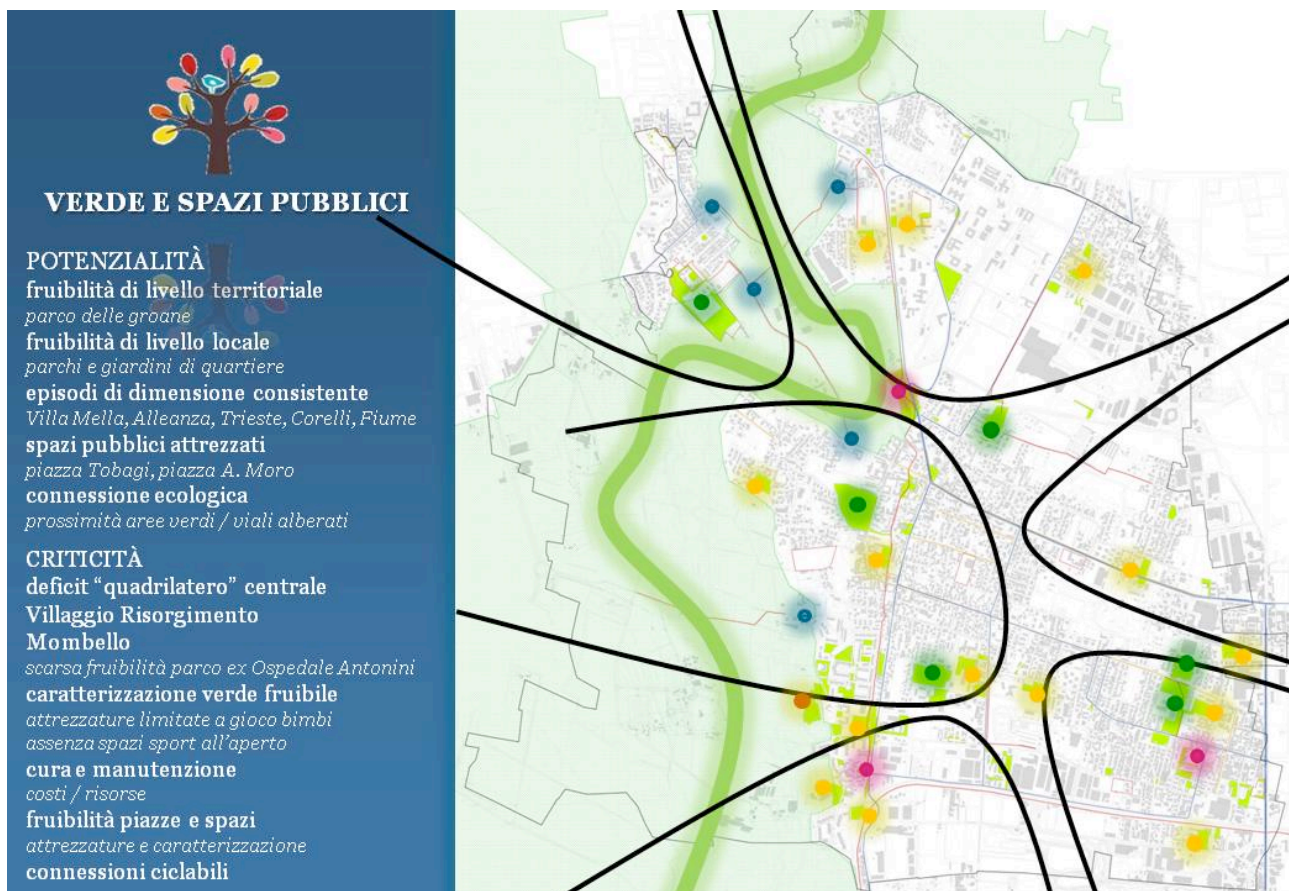 VERDE E SPAZI PUBBLICI
POTENZIALITÀ
fruibilità di livello territoriale
parco delle groane
fruibilità di livello locale
parchi e giardini di quartiere
episodi di dimensione consistente
Villa Mella, Alleanza, Trieste, Corelli, Fiume
spazi pubblici attrezzati
piazza Tobagi, piazza A. Moro
connessione ecologica
prossimità aree verdi / viali alberati
CRITICITÀ
deficit “quadrilatero” centrale
Villaggio Risorgimento
Mombello
scarsa fruibilità parco ex Ospedale Antonini
caratterizzazione verde fruibile
attrezzature limitate a gioco bimbi
assenza spazi sport all'aperto
cura e manutenzione
costi / risorse
fruibilità piazze e spazi
attrezzature e caratterizzazione
connessioni ciclabili